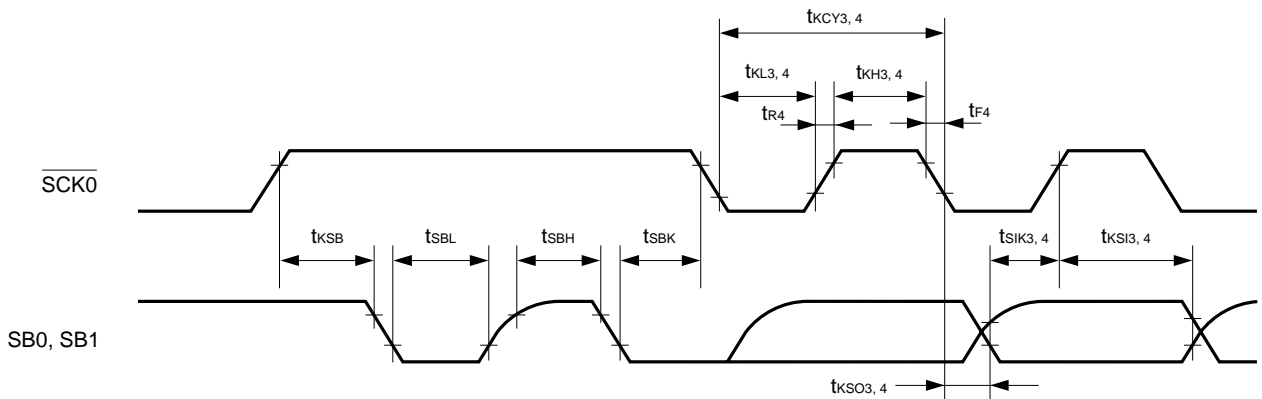 tKCY3, 4
tKL3, 4
tKH3, 4
tR4
tF4
SCK0
tKSB
tSBL
tSBH
tSBK
tSIK3, 4
tKSI3, 4
SB0, SB1
tKSO3, 4